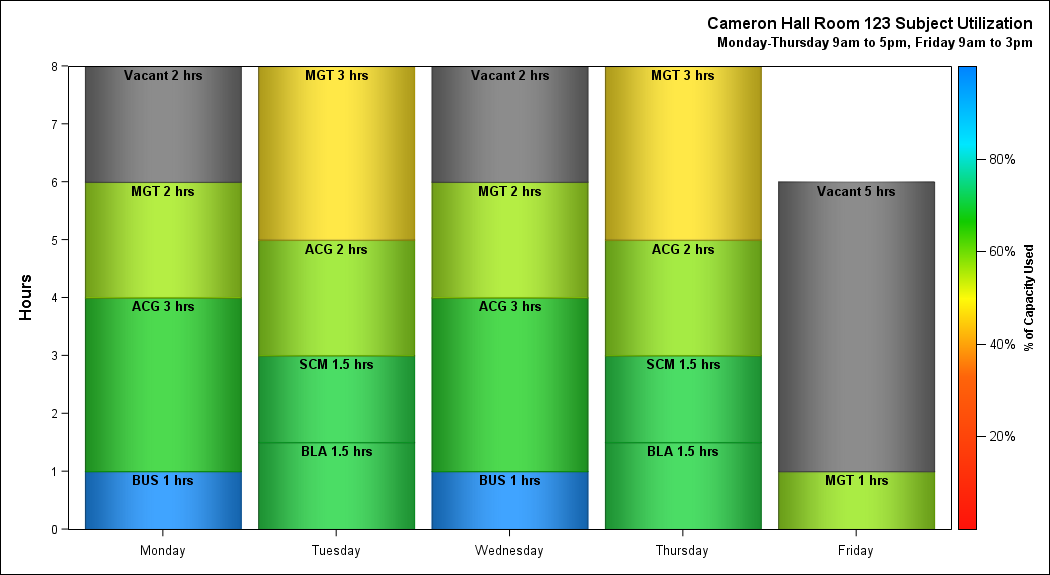 Cameron Hall Room 123 Subject Utilization
Monday-Thursday 9am to 5pm, Friday 9am to 3pm
Hours
8
7
6
5
4
3
2
1
0
Vacant 2 hrs
MGT 2 hrs
ACG 3 hrs
BUS 1 hrs
Monday
MGT 3 hrs
ACG 2 hrs
SCM 1.5 hrs
BLA 1.5 hrs
Tuesday
Vacant 2 hrs
MGT 2 hrs
ACG 3 hrs
BUS 1 hrs
Wednesday
MGT 3 hrs
ACG 2 hrs
SCM 1.5 hrs
BLA 1.5 hrs
Thursday
Vacant 5 hrs
MGT 1 hrs
Friday
80%
60%
40%
20%
% of Capacity Used